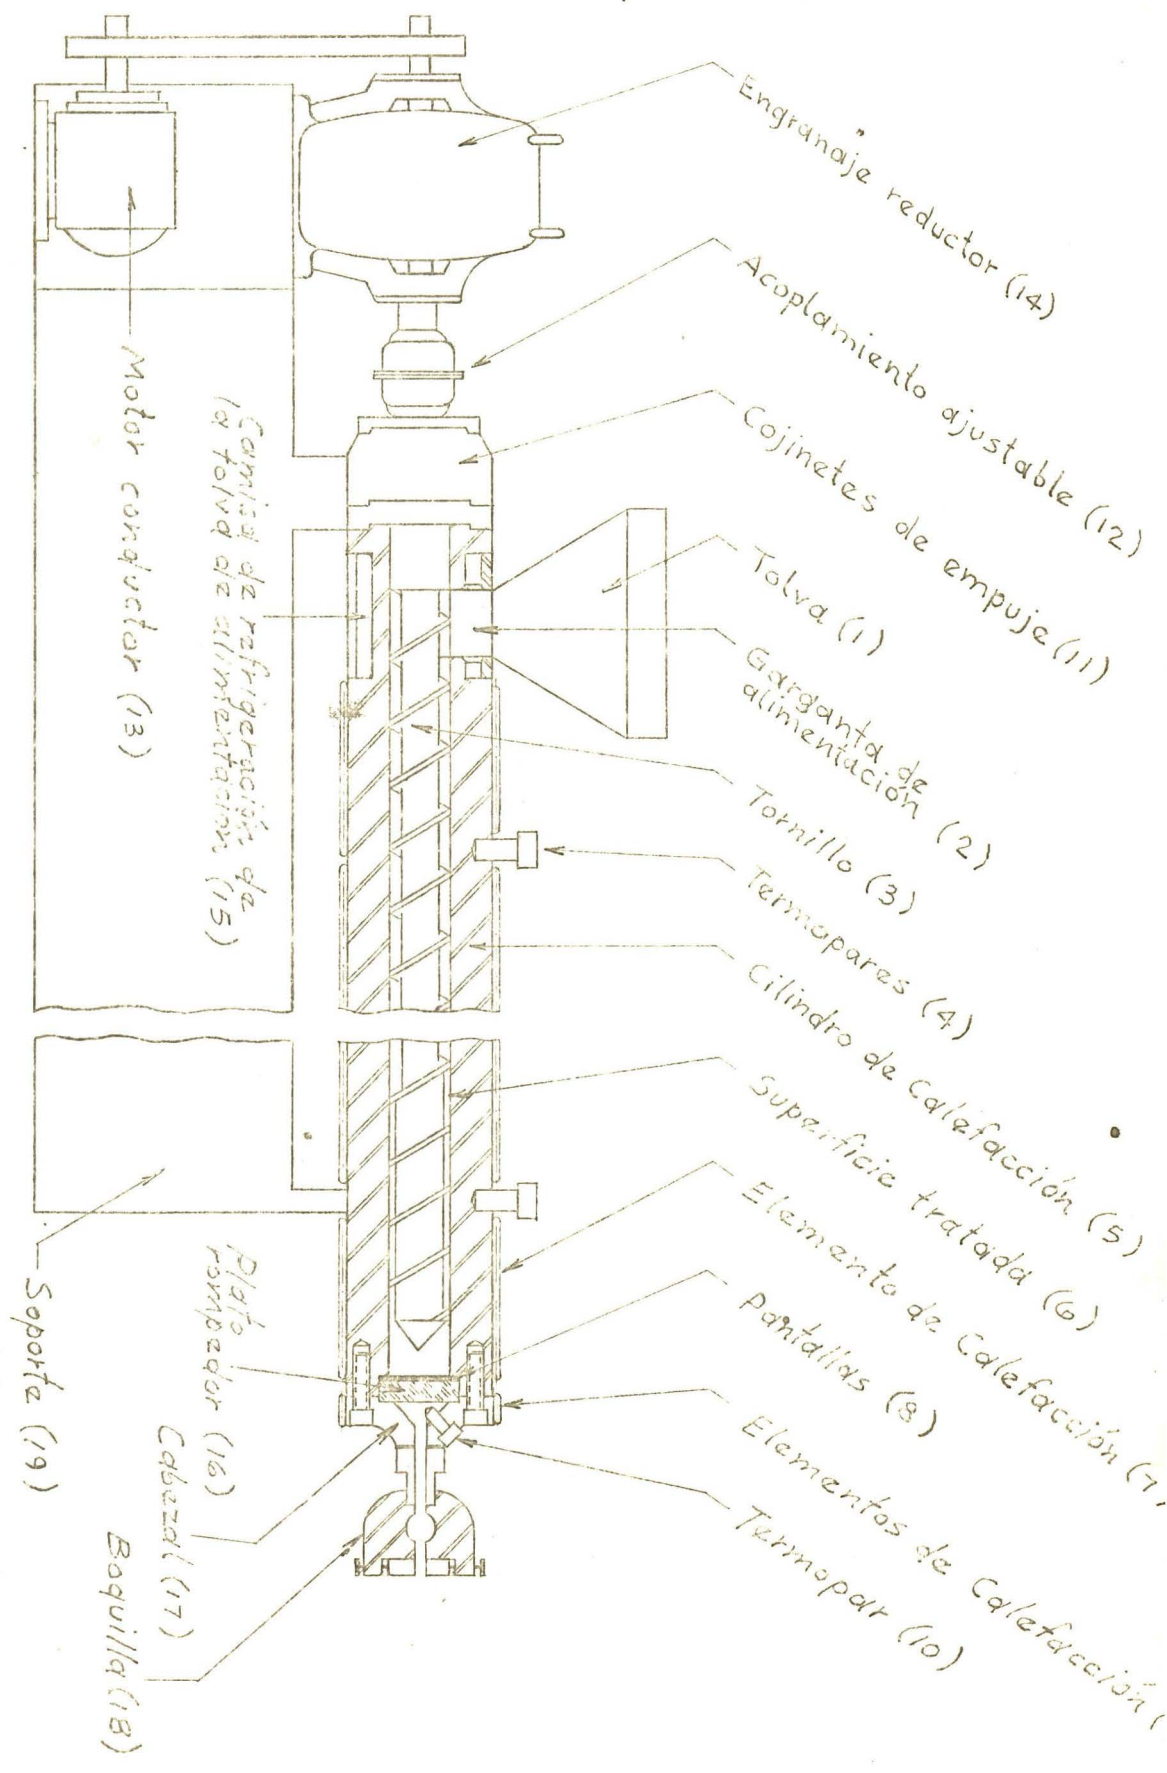 Engranaje reductor (14)
Acoplamiento ajustable (12)
Cojinetes de empuje (11)
Tolva (1)
Garganta de
alimentación (2)
Tornillo (3)
Termopares (4)
Cilindro de Calefacción (5)
Superficie tratada (6)
Elemento de Calefacción (7
pantallas (8)
Elementos de Calefacción (
Termopar (10)
Motor conductor (13)
Camisa de refrigeración de
la tolva de alimentación (15)
Plato
rompedor (16)
Cabezal (17)
Boquilla (18)
Soporte (19)